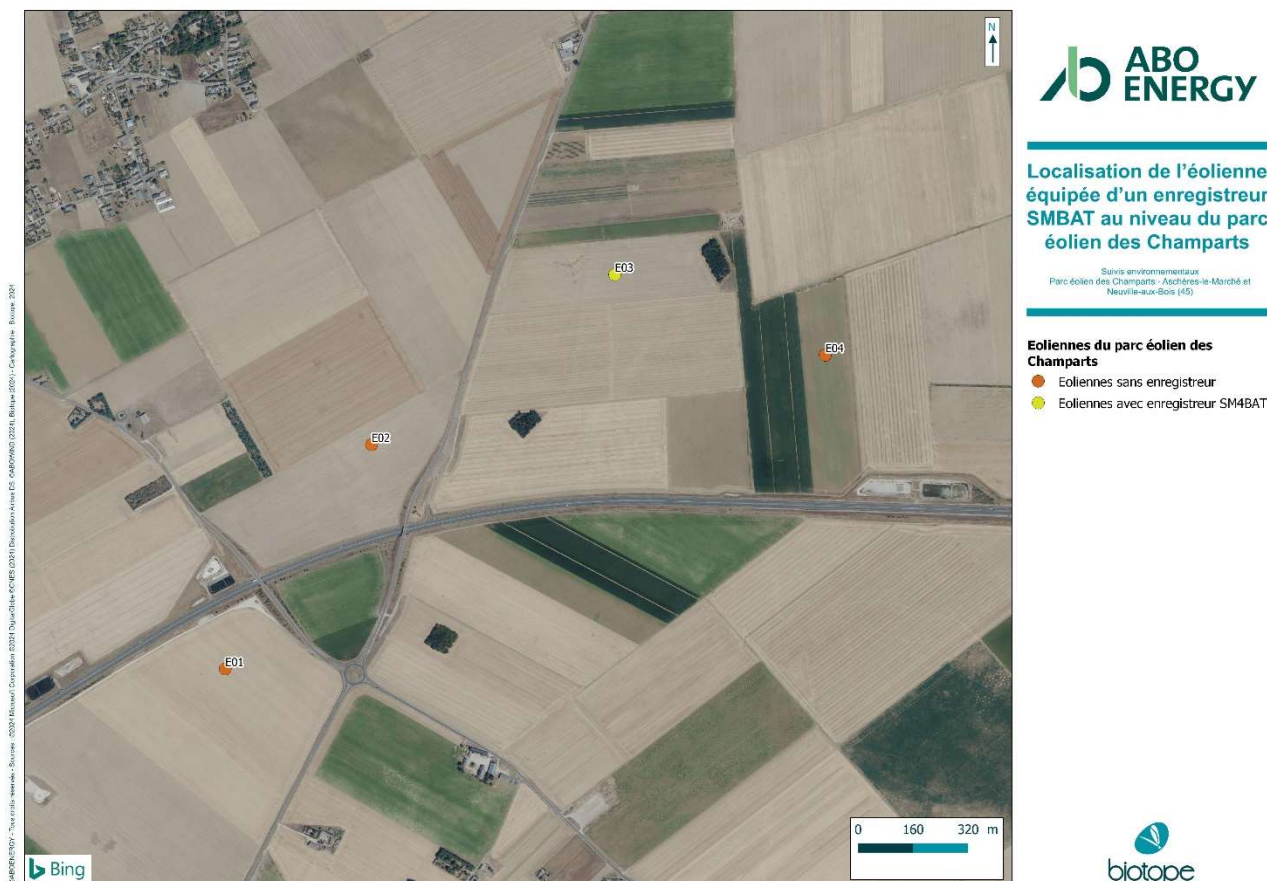 N
ABO
ENERGY
Localisation de l'éolienne
équipée d'un enregistreur
SMBAT au niveau du parc
éolien des Champarts
Suivis environnementaux
Parc éolien des Champarts - Aschères-le-Marché et
Neuville-aux-Bois (45)
Eoliennes du parc éolien des
Champarts
Eoliennes sans enregistreur
Eoliennes avec enregistreur SM4BAT
E03
E04
E02
E01
0 160 320 m
Bing
biotope